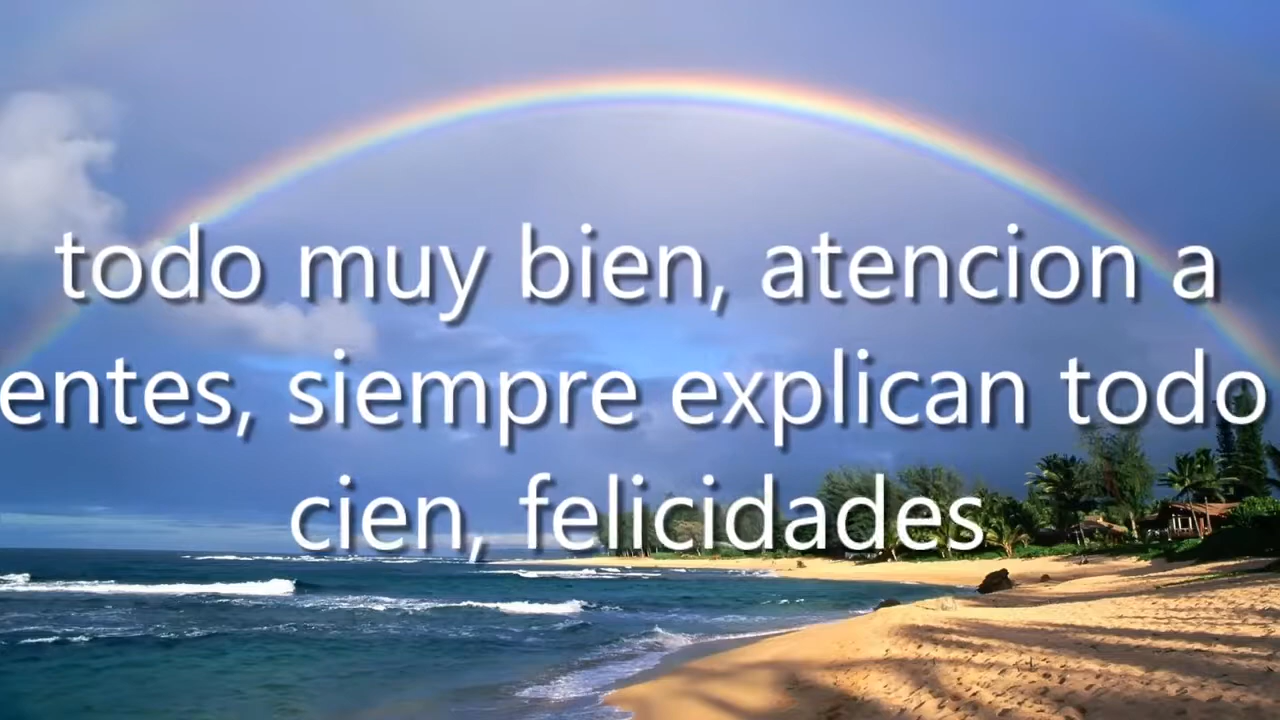 todo muy bien, atencion a
entes, siempre explican todo
cien, felicidades